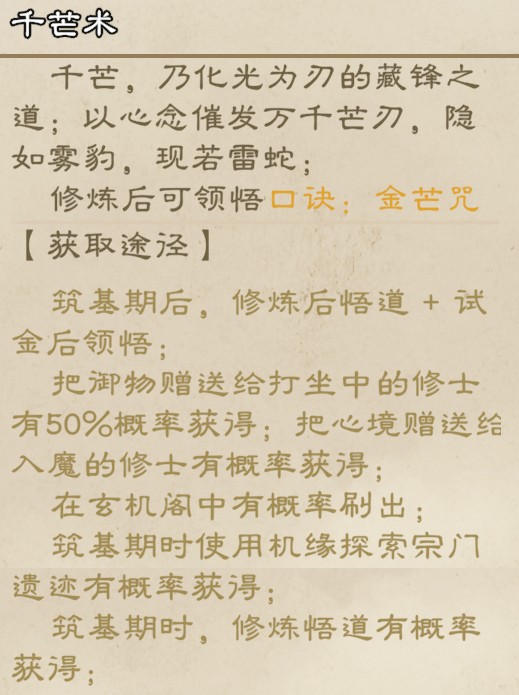 千芒术
千芒，乃化光为刃的藏锋之
道；以心念催发万千芒刃，隐
如雾豹，现若雷蛇；
修炼后可领悟口诀：金芒咒
【获取途径】
筑基期后，修炼后悟道 + 试
金后领悟；
把御物赠送给打坐中的修士
有50%概率获得；把心境赠送给
入魔的修士有概率获得；
在玄机阁中有概率刷出；
筑基期时使用机缘探索宗门
遗迹有概率获得；
筑基期时，修炼悟道有概率
获得；